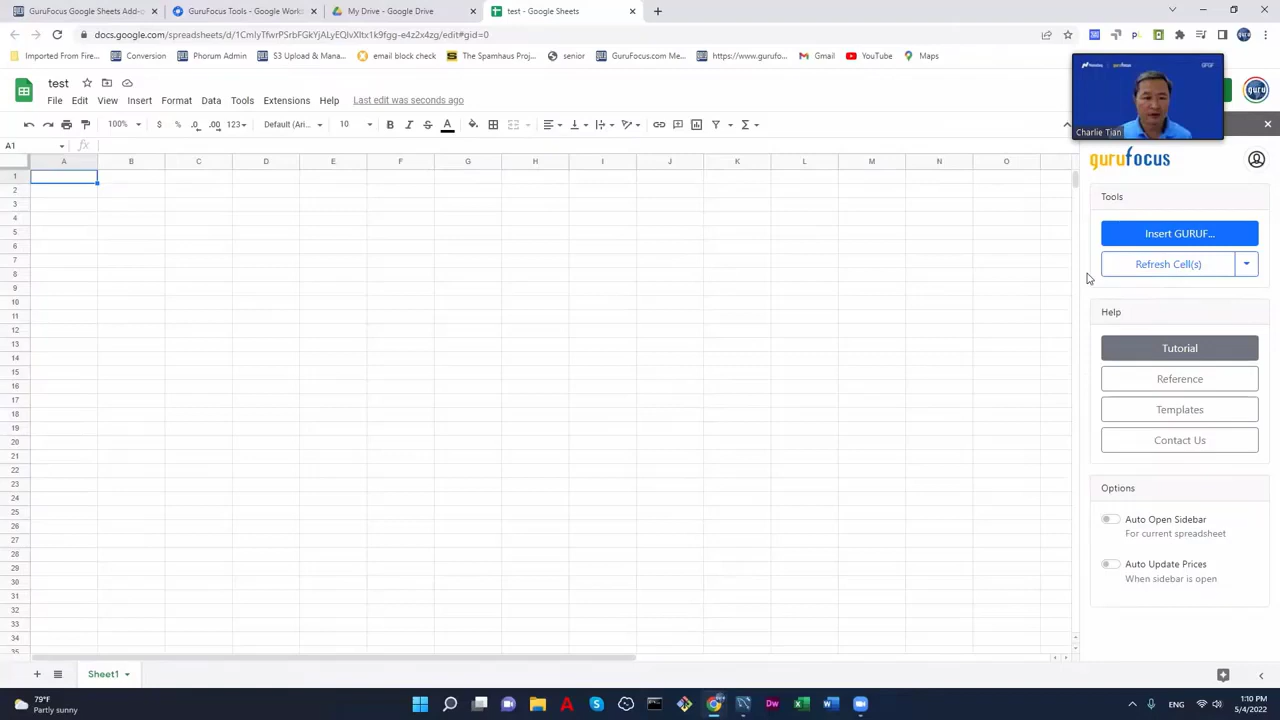 GuruFocus Google Sheets Add-o
GuruFocus Tools - Google Works
My Drive - Google Drive
test - Google Sheets
docs.google.com/spreadsheets/d/1CmIyTfwrPSrbFGkYjALyEQIvXltx1k9fgg-e4z2x4zg/edit#gid=0
Imported From Firef
Conversion
Phorum Admin
S3 Upload & Mana...
email block check
The Spamhaus Proj...
senior
GuruFocus.com Me...
https://www.gurufo...
Gmail
YouTube
Maps
test
File Edit View Insert Format Data Tools Extensions Help Last edit was seconds ago
100% $ % .0 .00 123 Default (Ari... 10 B I S A
A1 fx
A B C D E F G H I J K L M N O
1
2
3
4
5
6
7
8
9
10
11
12
13
14
15
16
17
18
19
20
21
22
23
24
25
26
27
28
29
30
31
32
33
34
35
gurufocus
Charlie Tian
guru
gurufocus
Tools
Insert GURUF...
Refresh Cell(s)
Help
Tutorial
Reference
Templates
Contact Us
Options
Auto Open Sidebar
For current spreadsheet
Auto Update Prices
When sidebar is open
Sheet1
79°F
Partly sunny
ENG
1:10 PM
5/4/2022